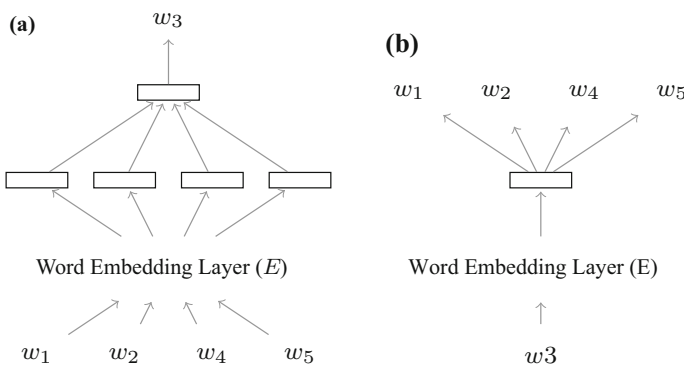 (a)
w₃
Word Embedding Layer (E)
w₁ w₂ w₄ w₅
(b)
w₁ w₂ w₄ w₅
Word Embedding Layer (E)
w3